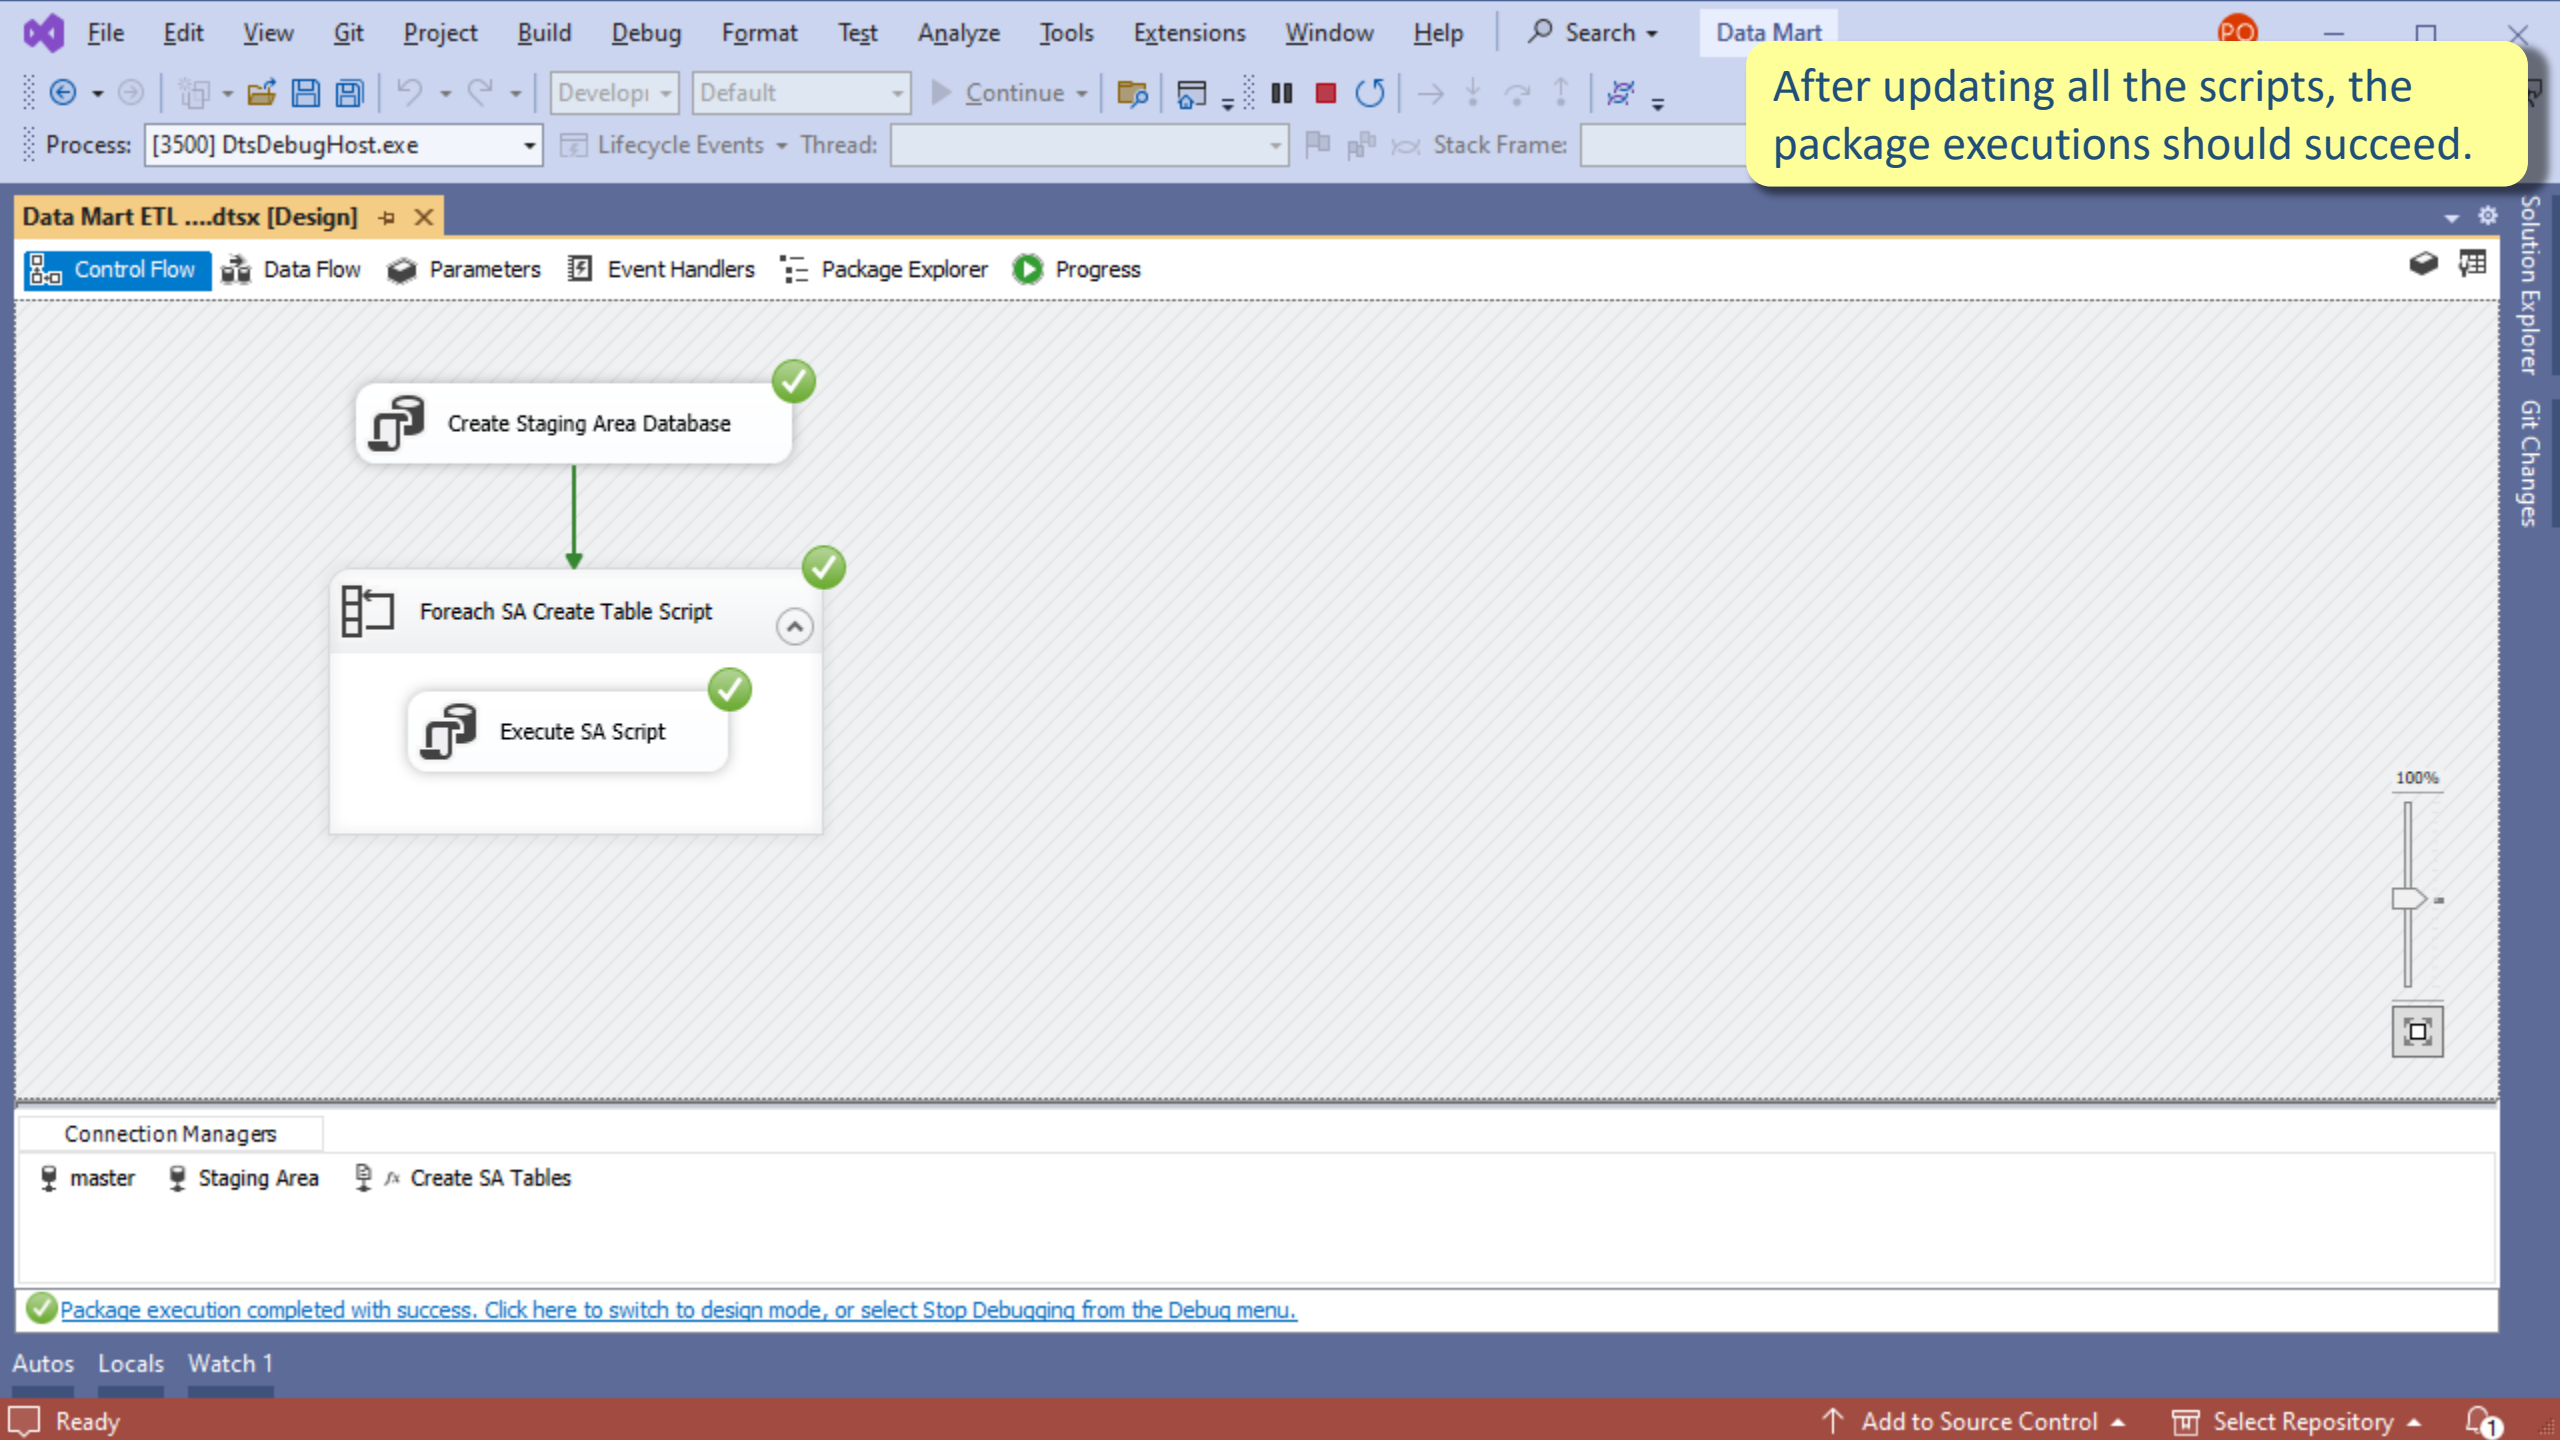 File Edit View Git Project Build Debug Format Test Analyze Tools Extensions Window Help Search Data Mart PO
Default Continue
Process: [3500] DtsDebugHost.exe Lifecycle Events Thread: Stack Frame:
After updating all the scripts, the
package executions should succeed.
Data Mart ETL ....dtsx [Design]
Control Flow Data Flow Parameters Event Handlers Package Explorer Progress
Solution Explorer
Git Changes
Create Staging Area Database
Foreach SA Create Table Script
Execute SA Script
100%
Connection Managers
master Staging Area fx Create SA Tables
Package execution completed with success. Click here to switch to design mode, or select Stop Debugging from the Debug menu.
Autos Locals Watch 1
Ready Add to Source Control Select Repository 1